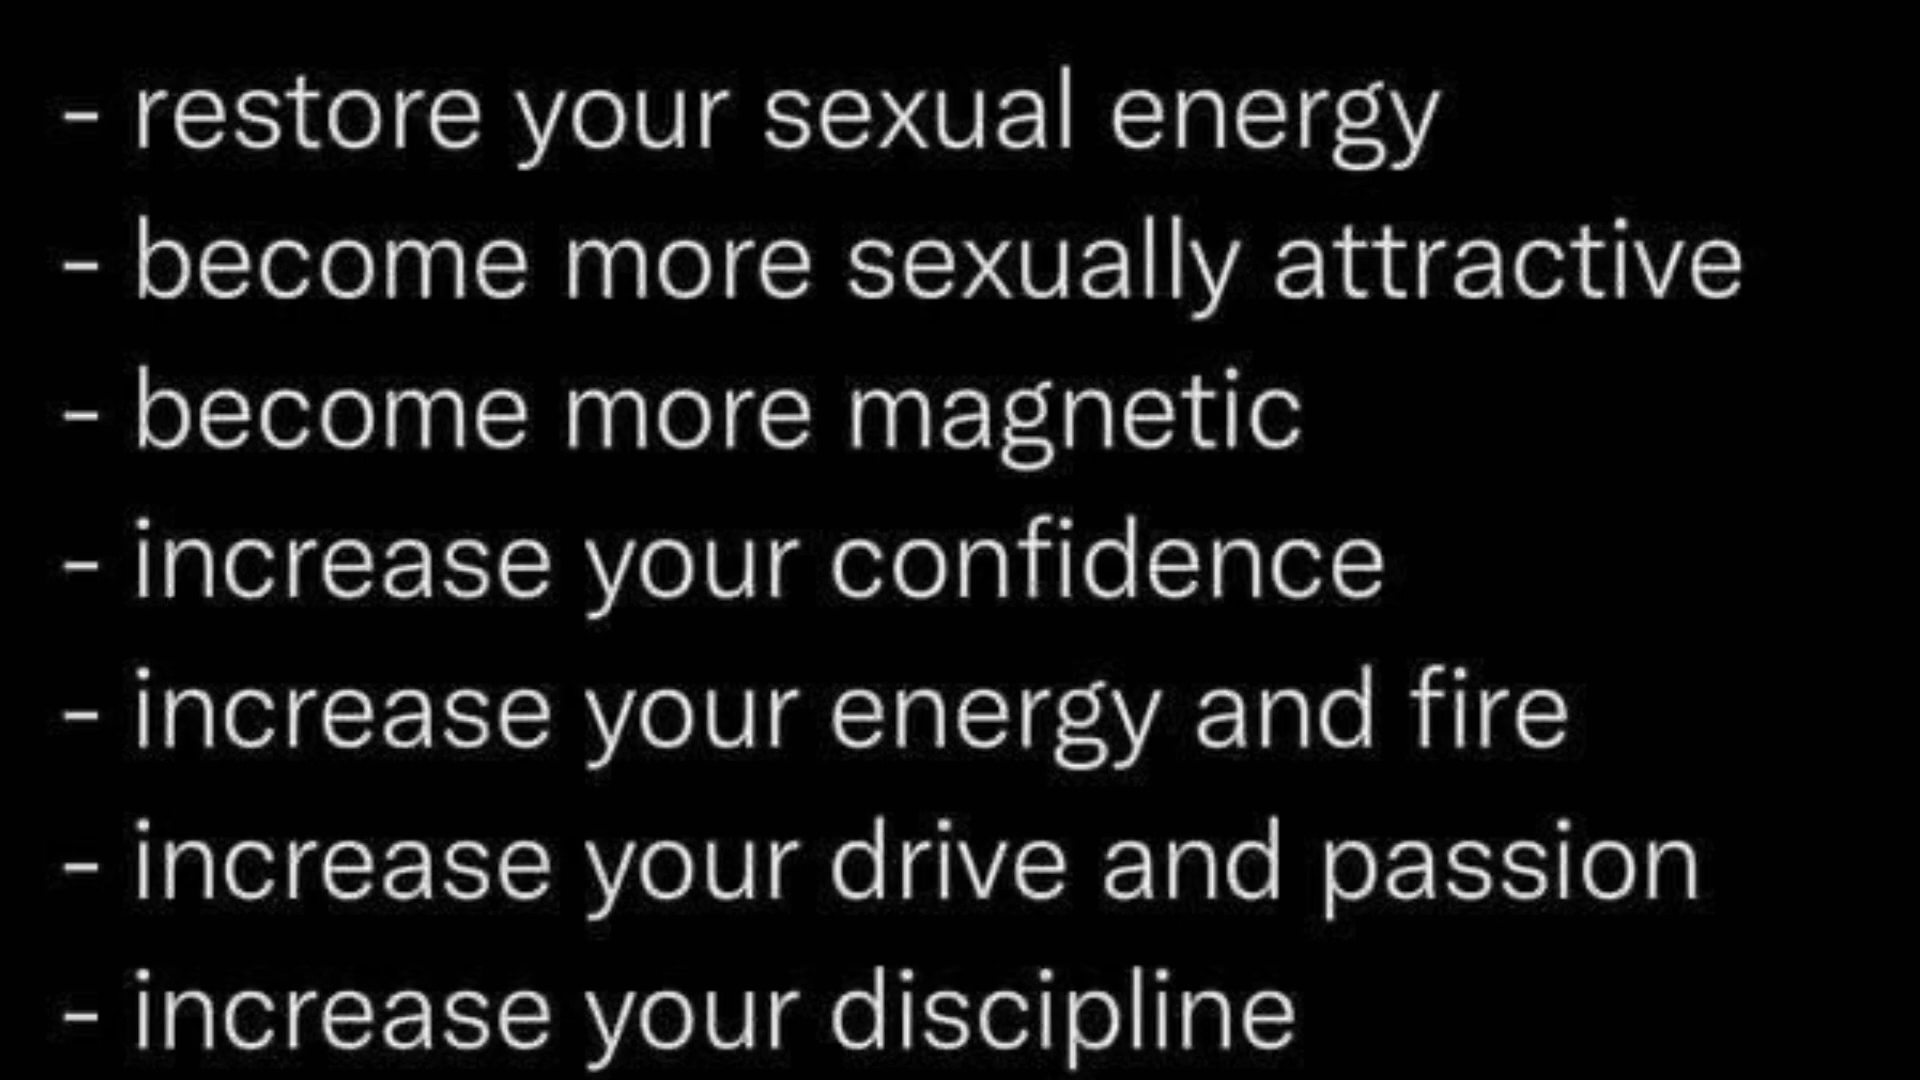 - restore your sexual energy
- become more sexually attractive
- become more magnetic
- increase your confidence
- increase your energy and fire
- increase your drive and passion
- increase your discipline